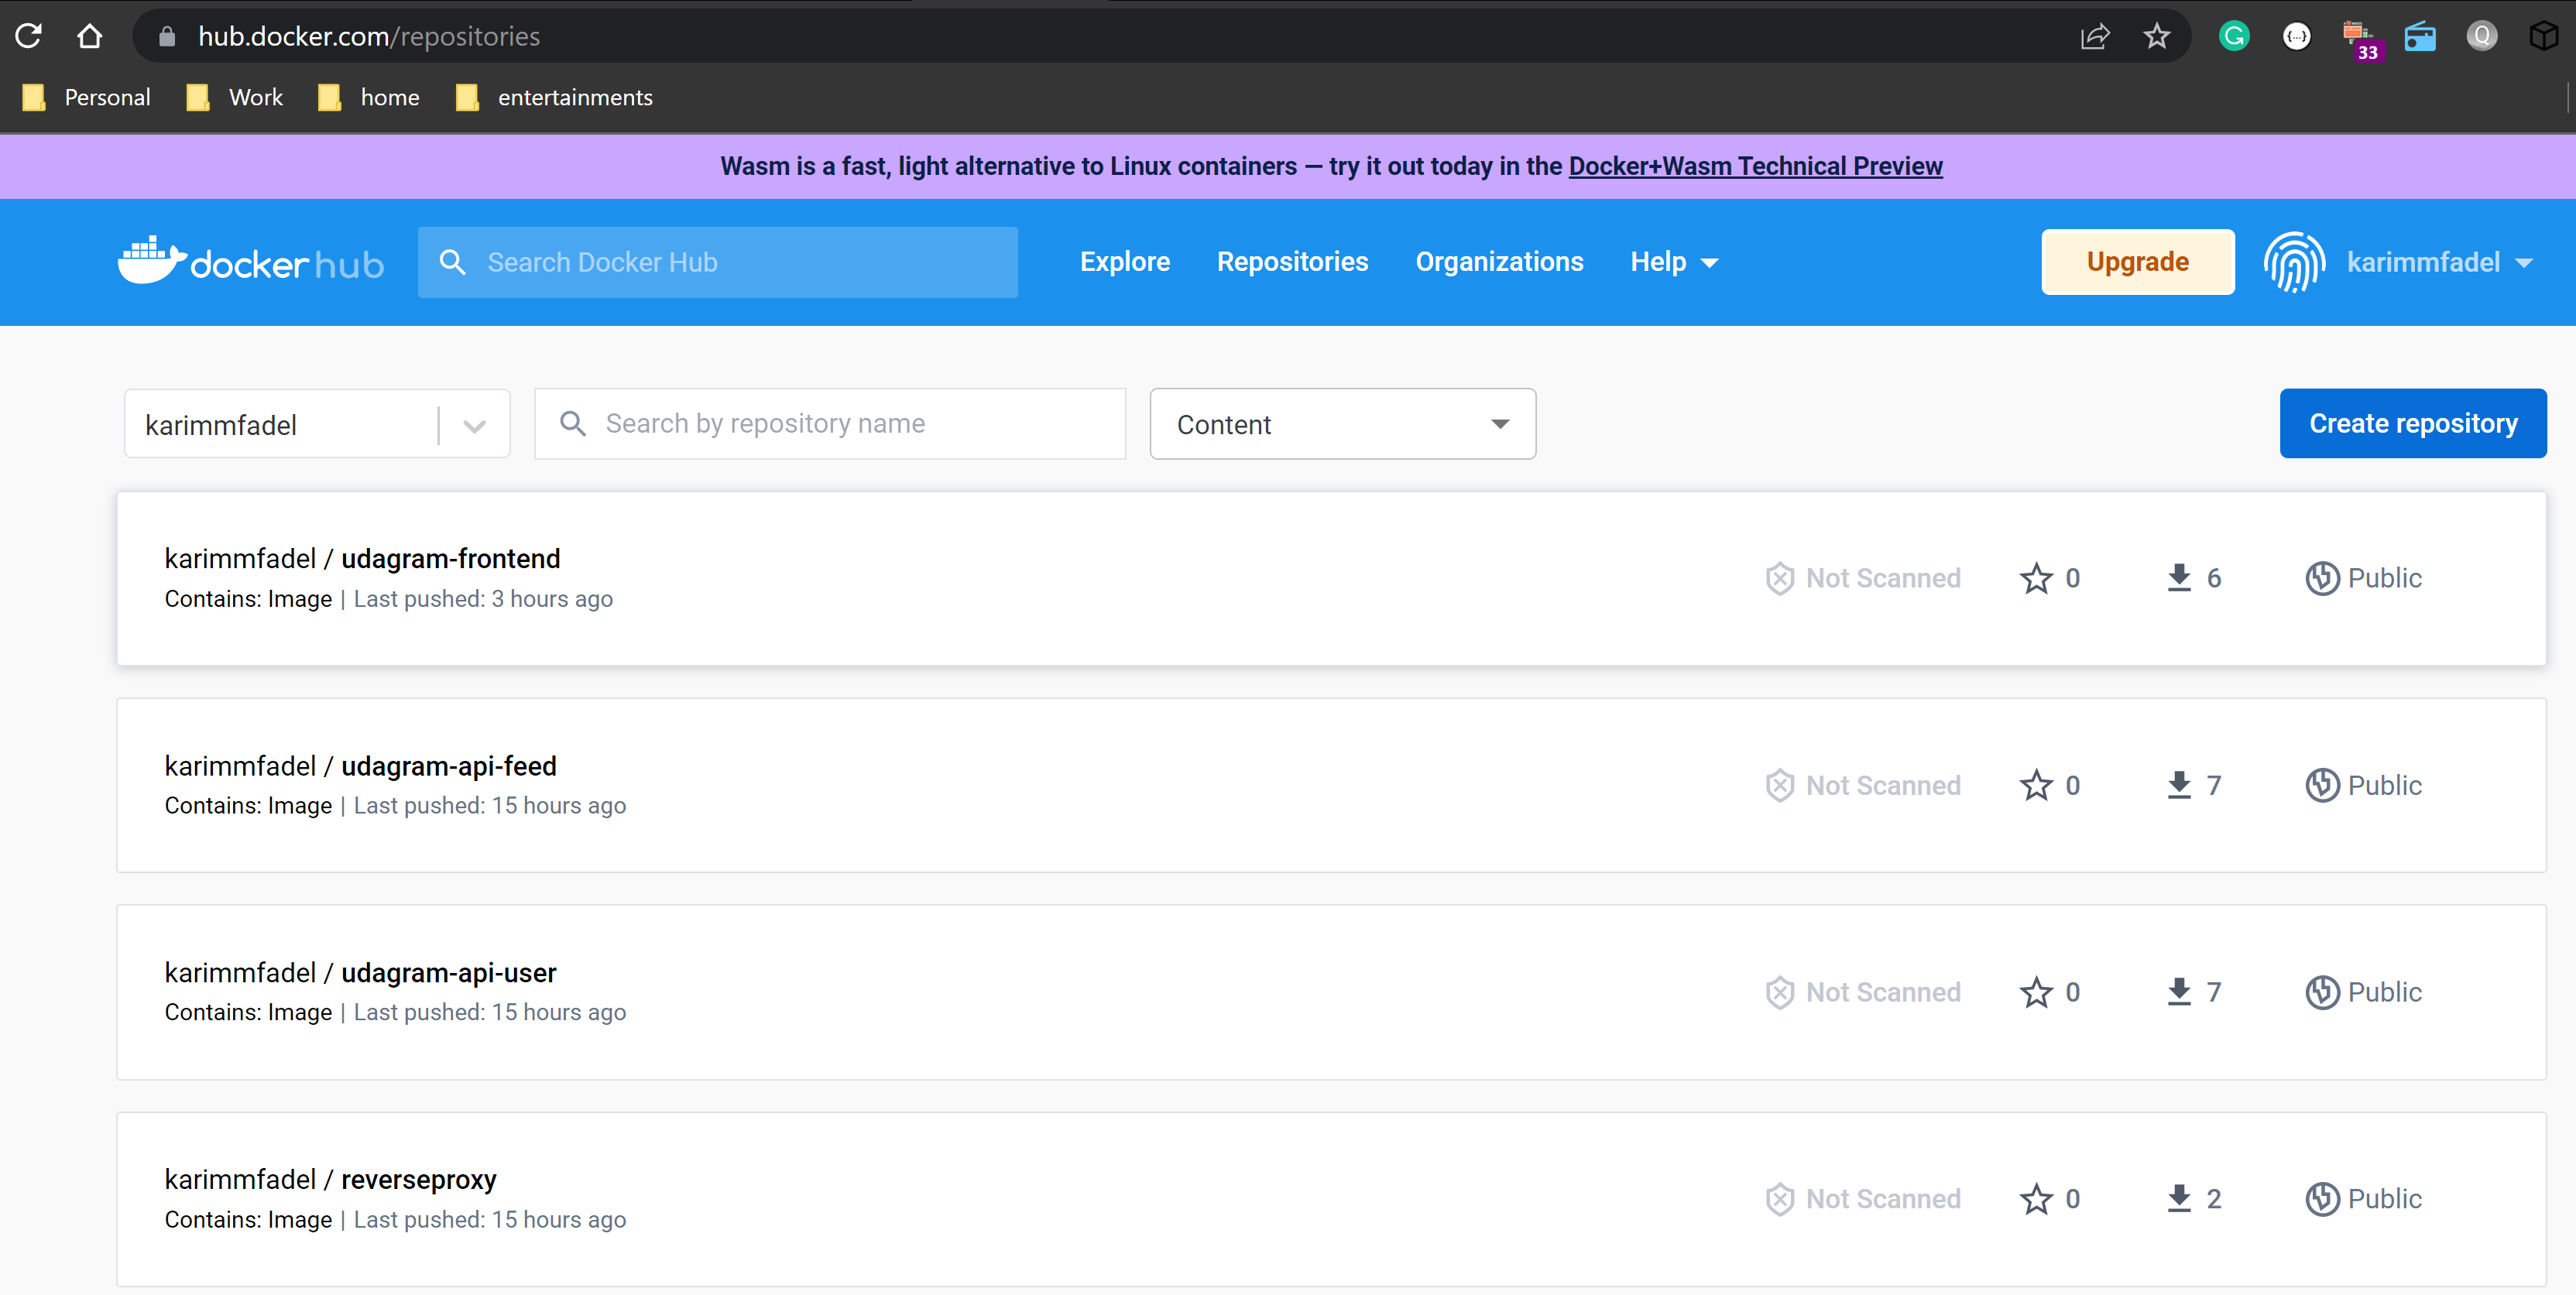 hub.docker.com/repositories
33
Q
Personal Work home entertainments
Wasm is a fast, light alternative to Linux containers — try it out today in the Docker+Wasm Technical Preview
docker hub Search Docker Hub Explore Repositories Organizations Help Upgrade karimmfadel
karimmfadel Search by repository name Content Create repository
karimmfadel / udagram-frontend
Contains: Image | Last pushed: 3 hours ago
Not Scanned 0 6 Public
karimmfadel / udagram-api-feed
Contains: Image | Last pushed: 15 hours ago
Not Scanned 0 7 Public
karimmfadel / udagram-api-user
Contains: Image | Last pushed: 15 hours ago
Not Scanned 0 7 Public
karimmfadel / reverseproxy
Contains: Image | Last pushed: 15 hours ago
Not Scanned 0 2 Public